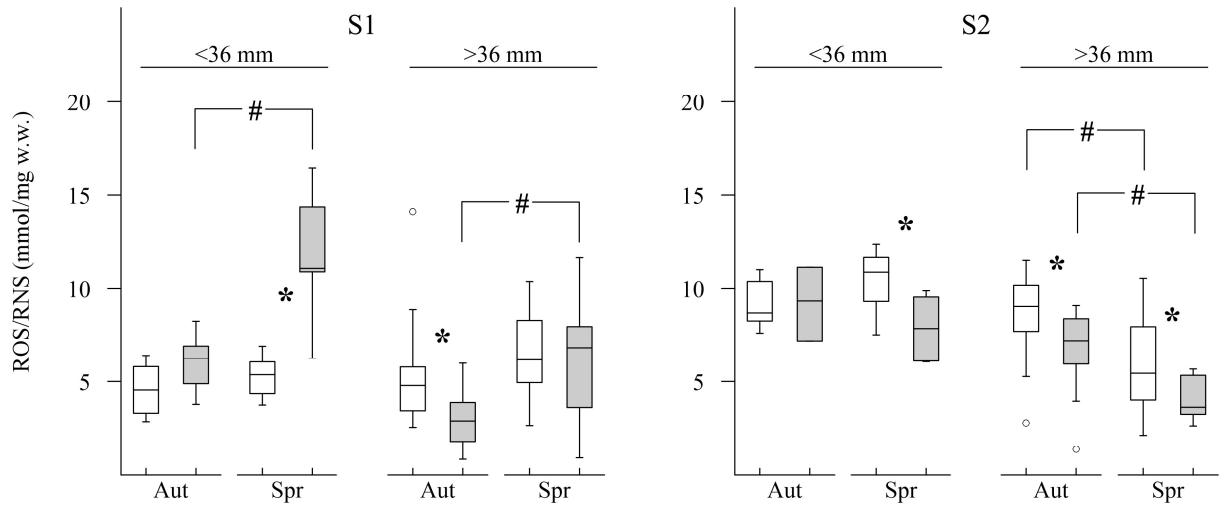 S1
<36 mm
>36 mm
ROS/RNS (mmol/mg w.w.)
20
15
10
5
#
*
*
#
Aut
Spr
Aut
Spr
S2
<36 mm
>36 mm
20
15
10
5
*
#
#
*
*
Aut
Spr
Aut
Spr